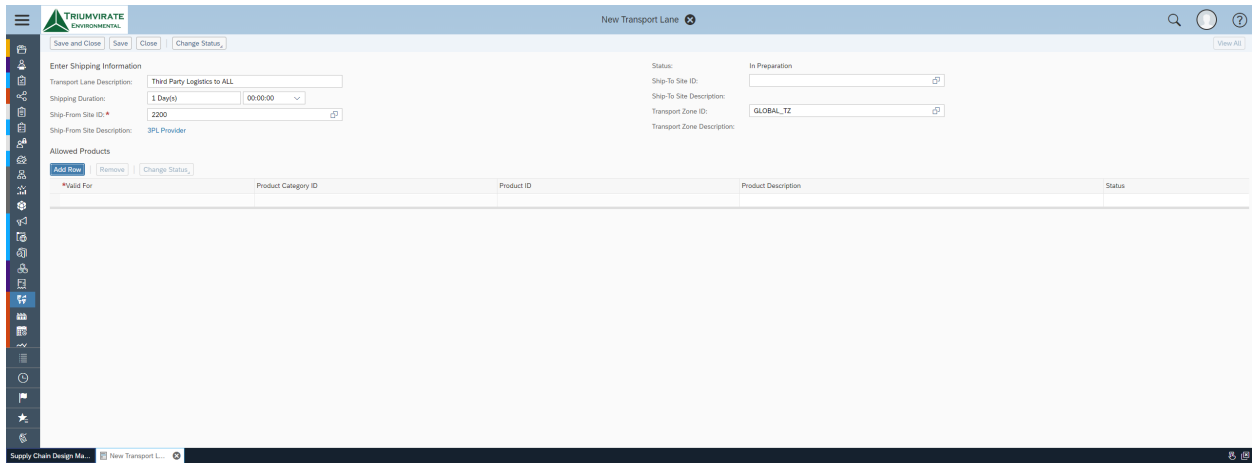 TRIUMVIRATE
ENVIRONMENTAL
New Transport Lane
Save and Close Save Close Change Status
View All
Enter Shipping Information
Transport Lane Description: Third Party Logistics to ALL
Shipping Duration: 1 Day(s) 00:00:00
Ship-From Site ID: * 2200
Ship-From Site Description: 3PL Provider
Status: In Preparation
Ship-To Site ID:
Ship-To Site Description:
Transport Zone ID: GLOBAL_TZ
Transport Zone Description:
Allowed Products
Add Row Remove Change Status
*Valid For Product Category ID Product ID Product Description Status
Supply Chain Design Ma... New Transport L...